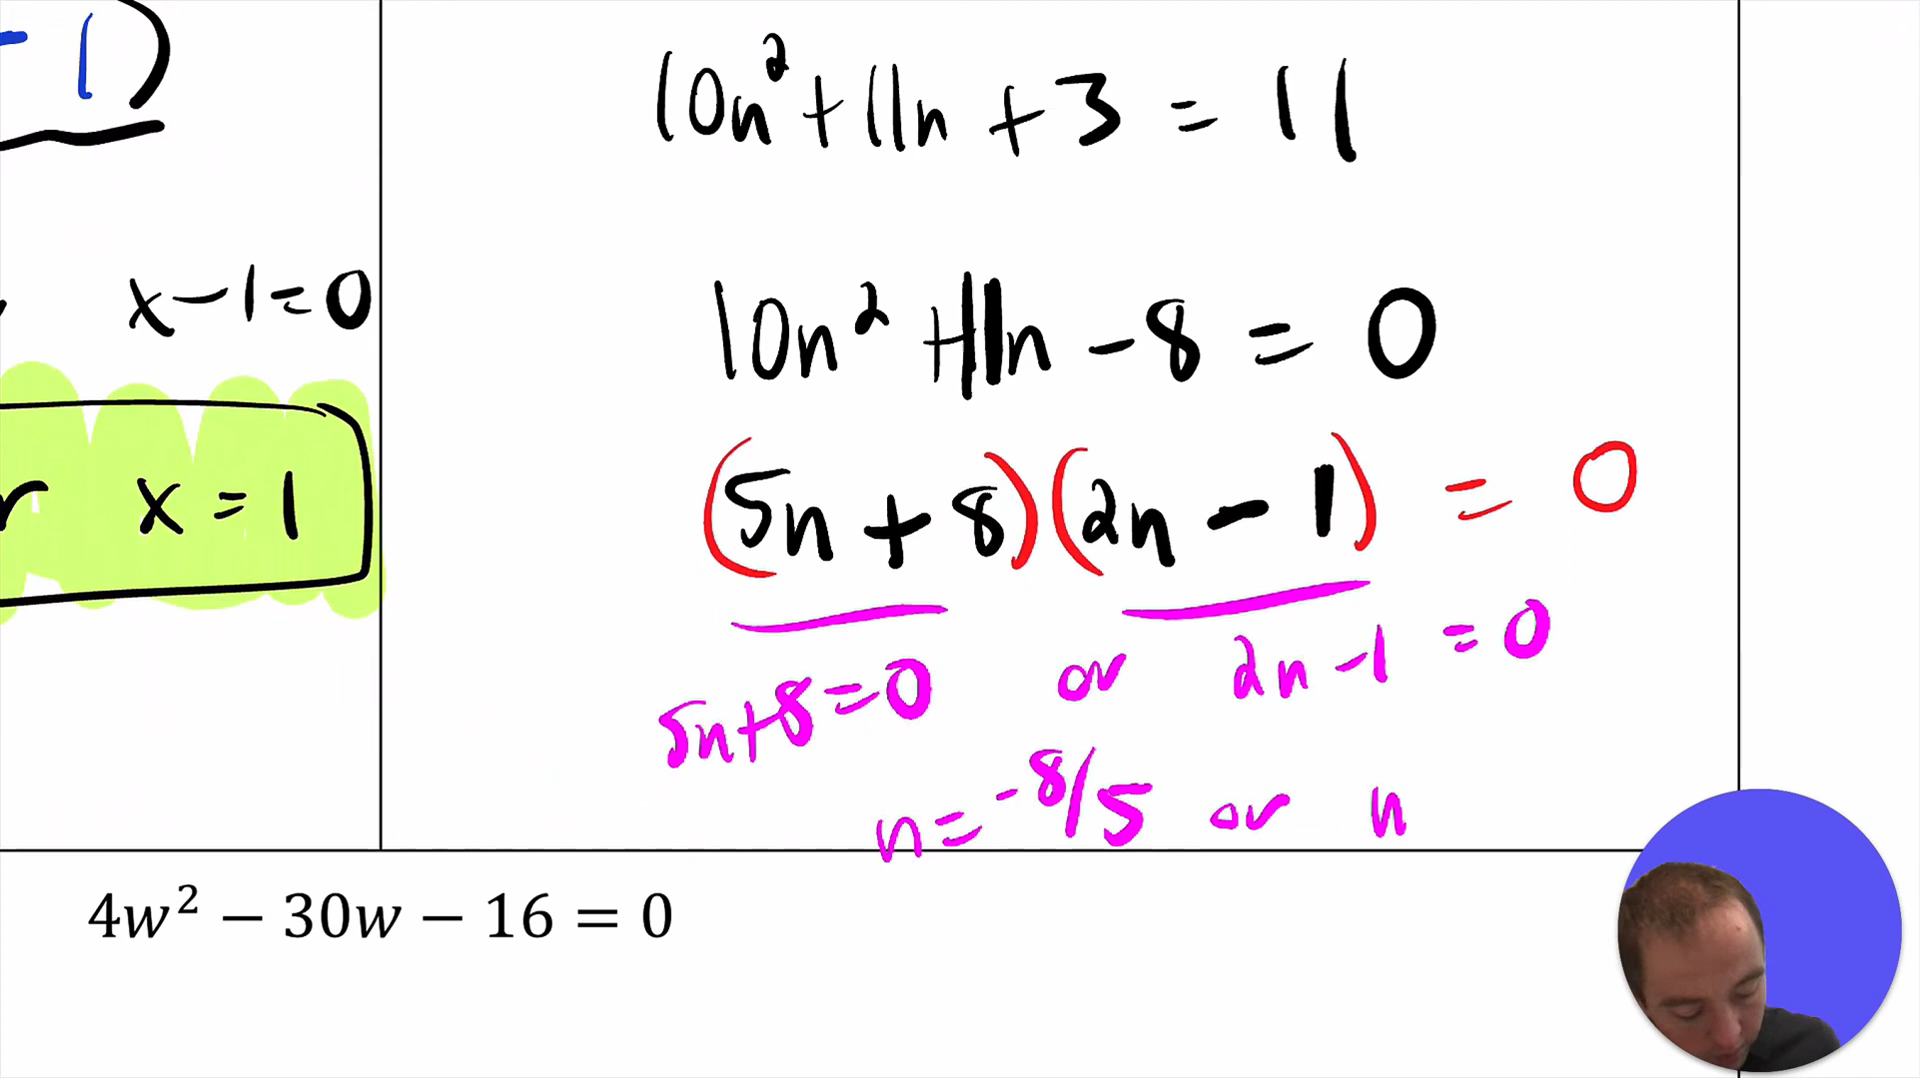 - 1)
x-1=0
r x=1
10n²+11n+3=11
10n²+11n-8=0
(5n+8)(2n-1)=0
5n+8=0 or 2n-1=0
n=-8/5 or n
4w² − 30w − 16 = 0